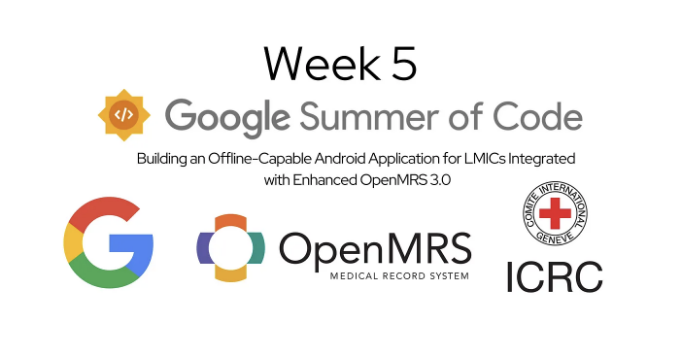 Week 5
</>
Google Summer of Code
Building an Offline-Capable Android Application for LMICs Integrated
with Enhanced OpenMRS 3.0
G
OpenMRS
MEDICAL RECORD SYSTEM
COMITE INTERNATIONAL
GENEVE
ICRC